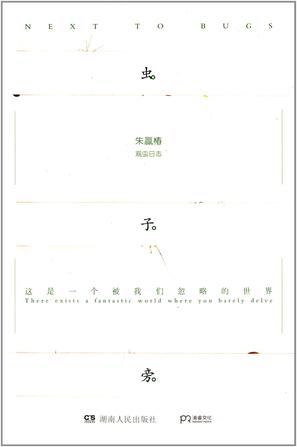 NEXT TO BUGS
虫。
朱赢椿
观虫日志
子。
这是一个被我们忽略的世界
There exists a fantastic world where you barely delve
旁。
湖南人民出版社
浦睿文化